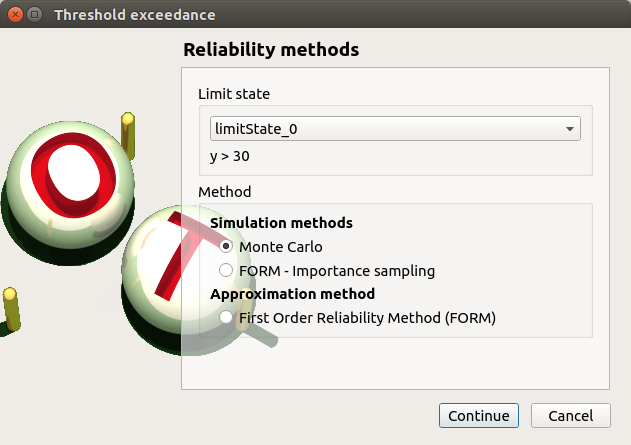 Threshold exceedance
Reliability methods
Limit state
limitState_0
y > 30
Method
Simulation methods
Monte Carlo
FORM - Importance sampling
Approximation method
First Order Reliability Method (FORM)
Continue
Cancel
O
T